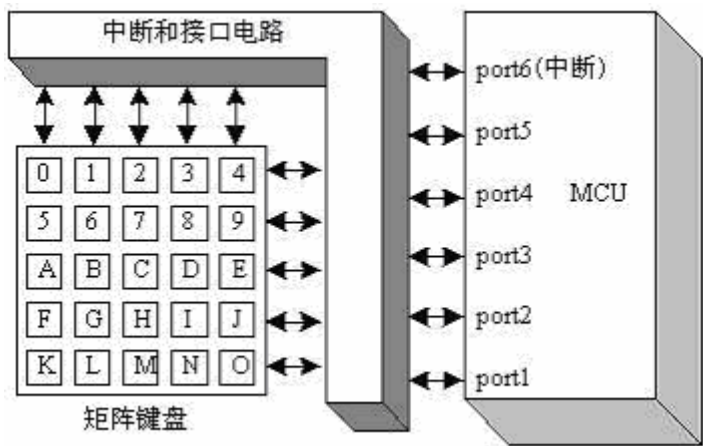 中断和接口电路
0 1 2 3 4
5 6 7 8 9
A B C D E
F G H I J
K L M N O
矩阵键盘
port6(中断)
port5
port4 MCU
port3
port2
port1